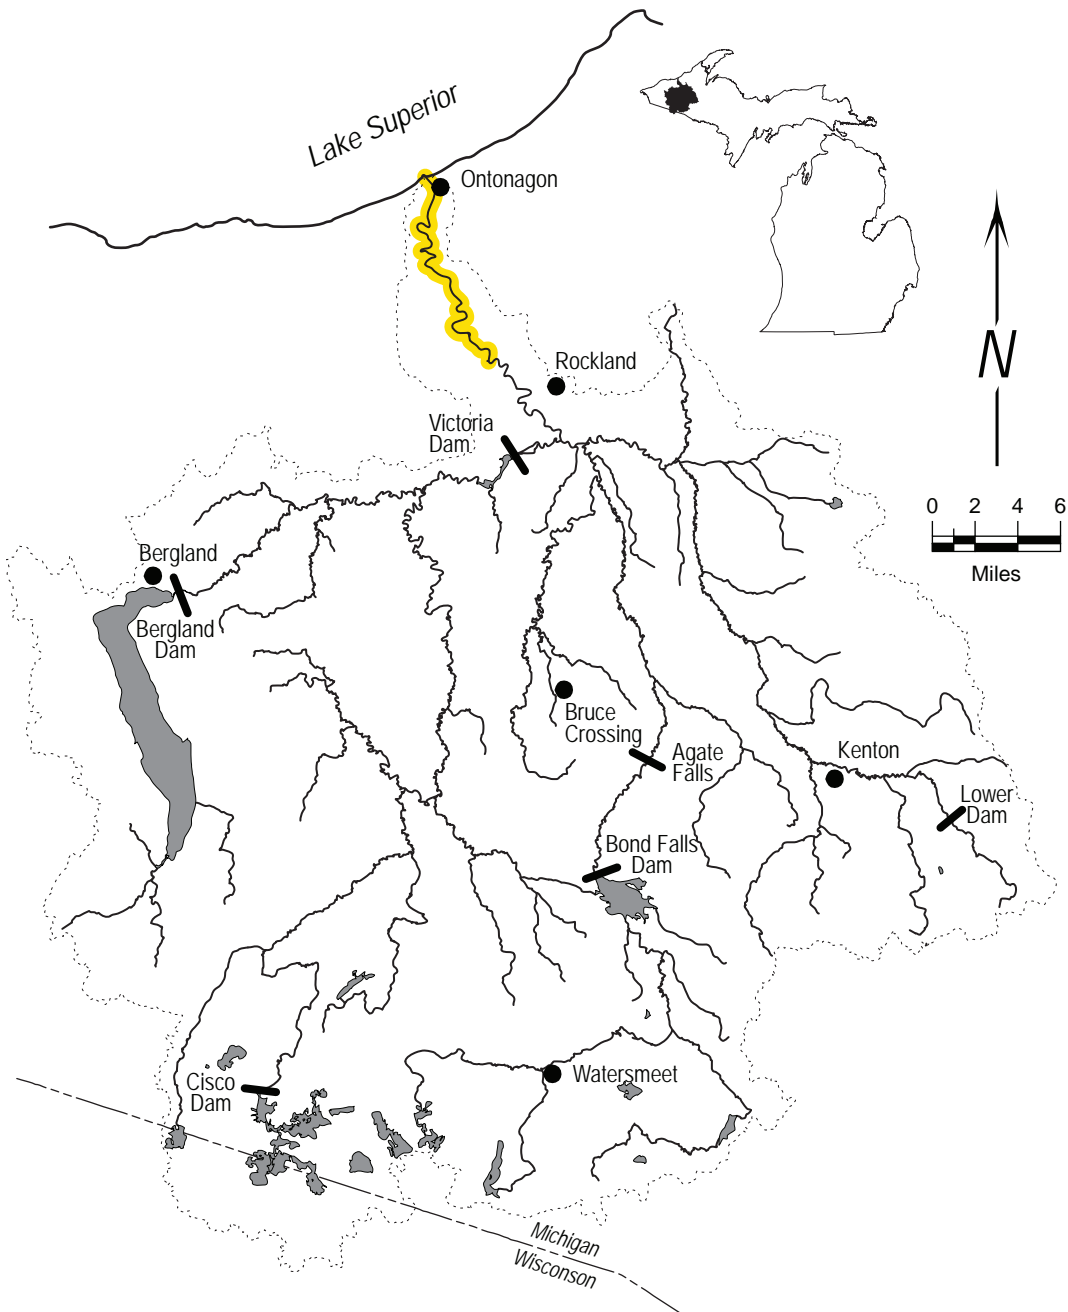 Lake Superior
Ontonagon
Rockland
N
Victoria
Dam
0 2 4 6
Miles
Bergland
Bergland
Dam
Bruce
Crossing
Agate
Falls
Kenton
Lower
Dam
Bond Falls
Dam
Cisco
Dam
Watersmeet
Michigan
Wisconson